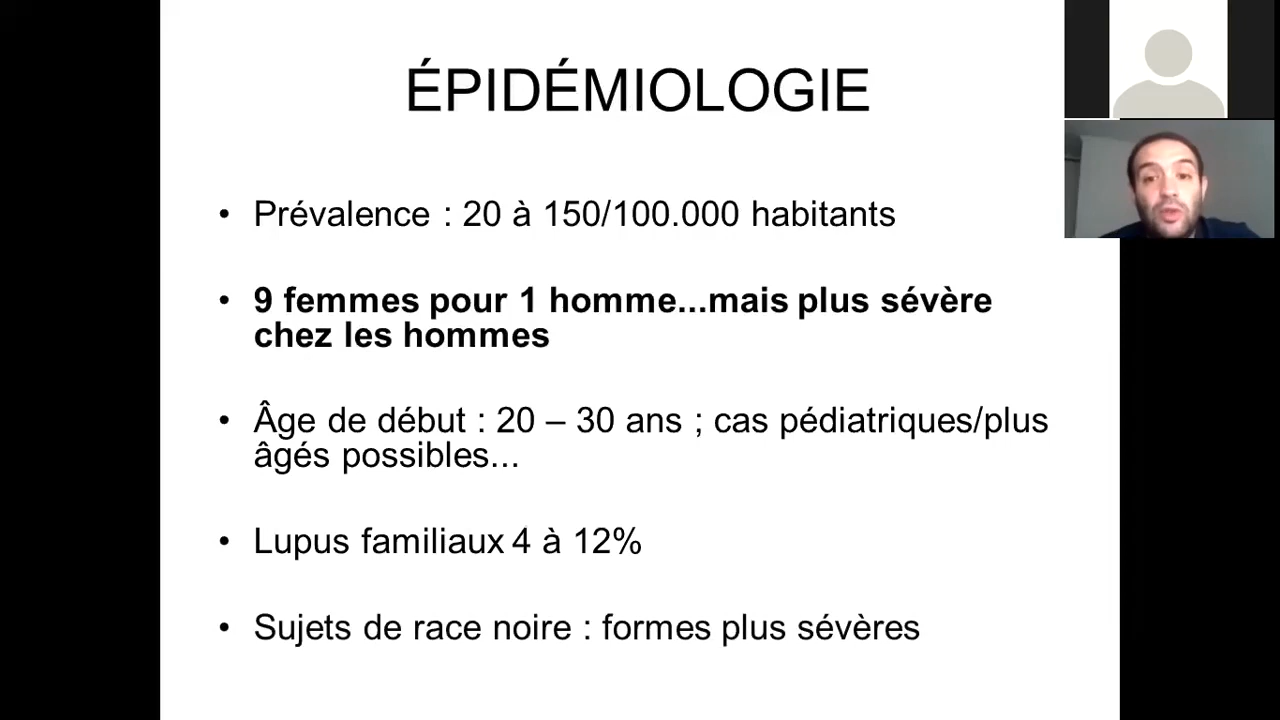 ÉPIDÉMIOLOGIE
• Prévalence : 20 à 150/100.000 habitants
• 9 femmes pour 1 homme...mais plus sévère
chez les hommes
• Âge de début : 20 – 30 ans ; cas pédiatriques/plus
âgés possibles...
• Lupus familiaux 4 à 12%
• Sujets de race noire : formes plus sévères